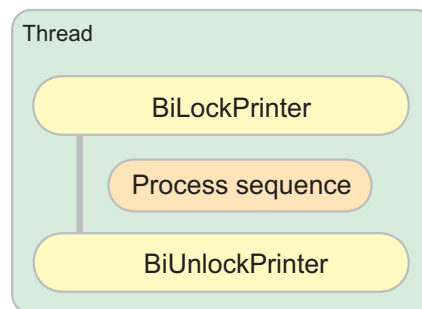 Thread
BiLockPrinter
Process sequence
BiUnlockPrinter